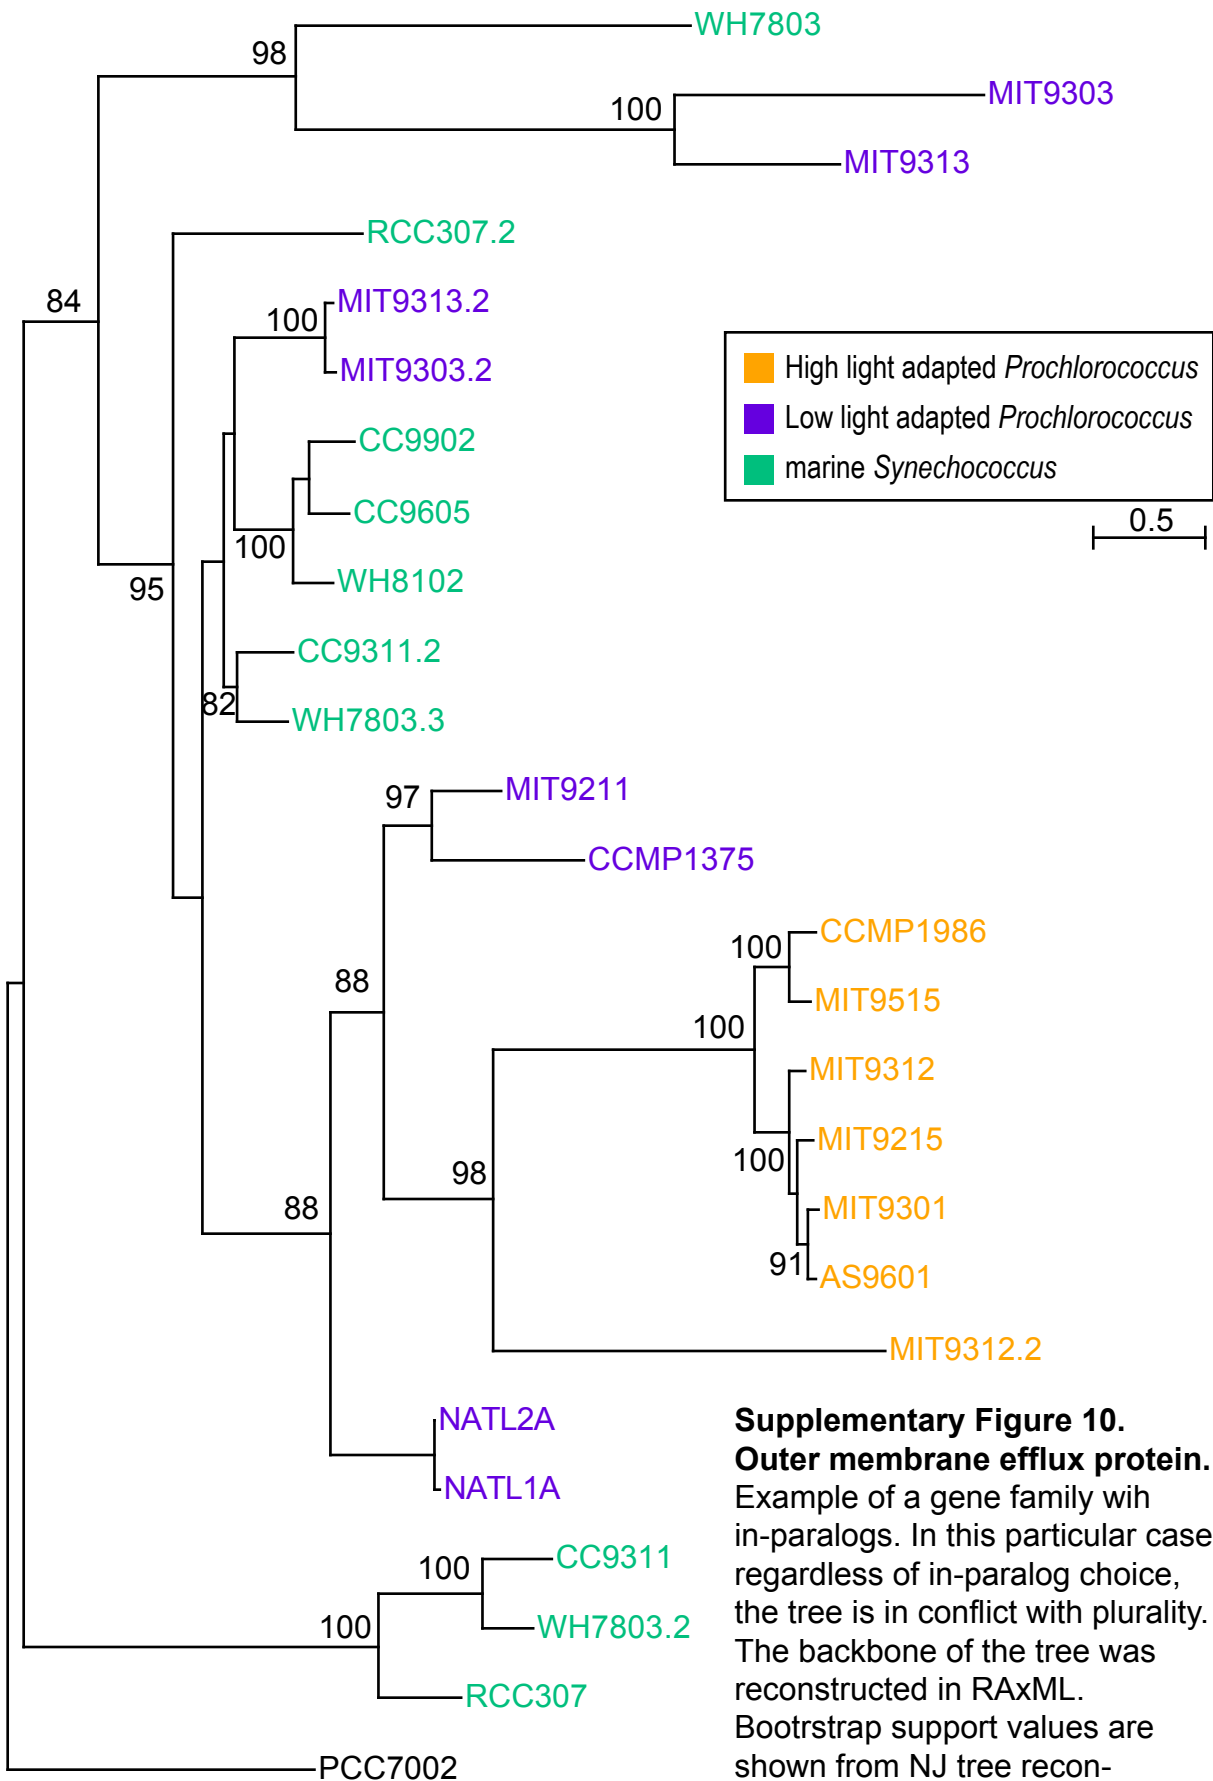 WH7803
98
MIT9303
100
MIT9313
RCC307.2
84
MIT9313.2
100
MIT9303.2
CC9902
CC9605
100
WH8102
95
CC9311.2
82
WH7803.3
High light adapted Prochlorococcus
Low light adapted Prochlorococcus
marine Synechococcus
0.5
MIT9211
97
CCMP1375
CCMP1986
100
MIT9515
88
100
MIT9312
MIT9215
100
98
MIT9301
88
91
AS9601
MIT9312.2
NATL2A
NATL1A
CC9311
100
WH7803.2
100
RCC307
PCC7002
Supplementary Figure 10.
Outer membrane efflux protein.
Example of a gene family wih
in-paralogs. In this particular case
regardless of in-paralog choice,
the tree is in conflict with plurality.
The backbone of the tree was
reconstructed in RAxML.
Bootrstrap support values are
shown from NJ tree recon-